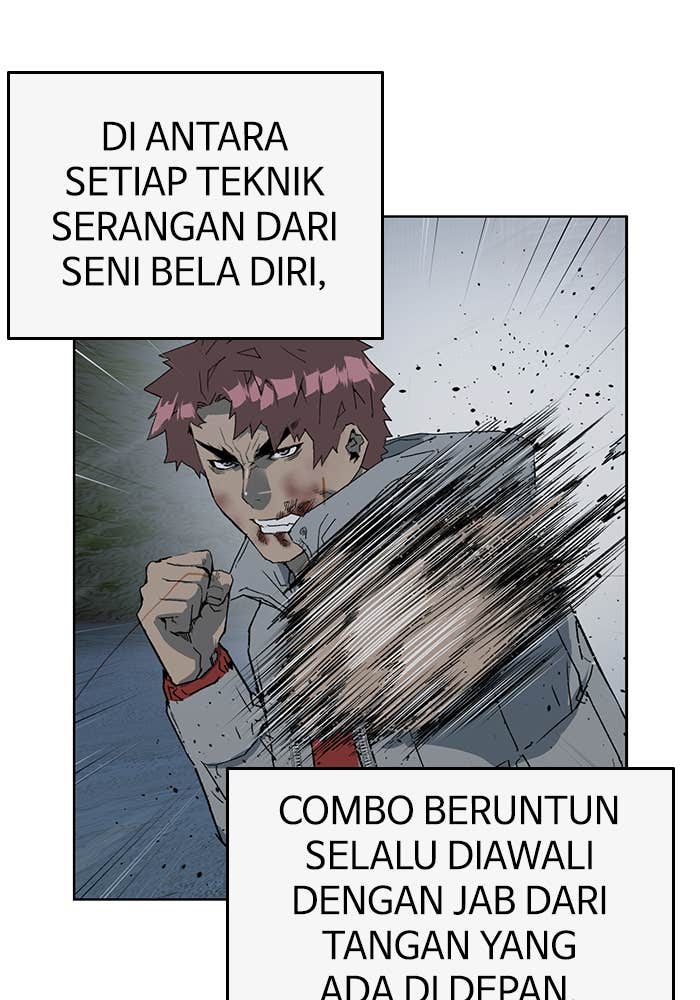 DI ANTARA
SETIAP TEKNIK
SERANGAN DARI
SENI BELA DIRI,
COMBO BERUNTUN
SELALU DIAWALI
DENGAN JAB DARI
TANGAN YANG
ADA DI DEPAN.